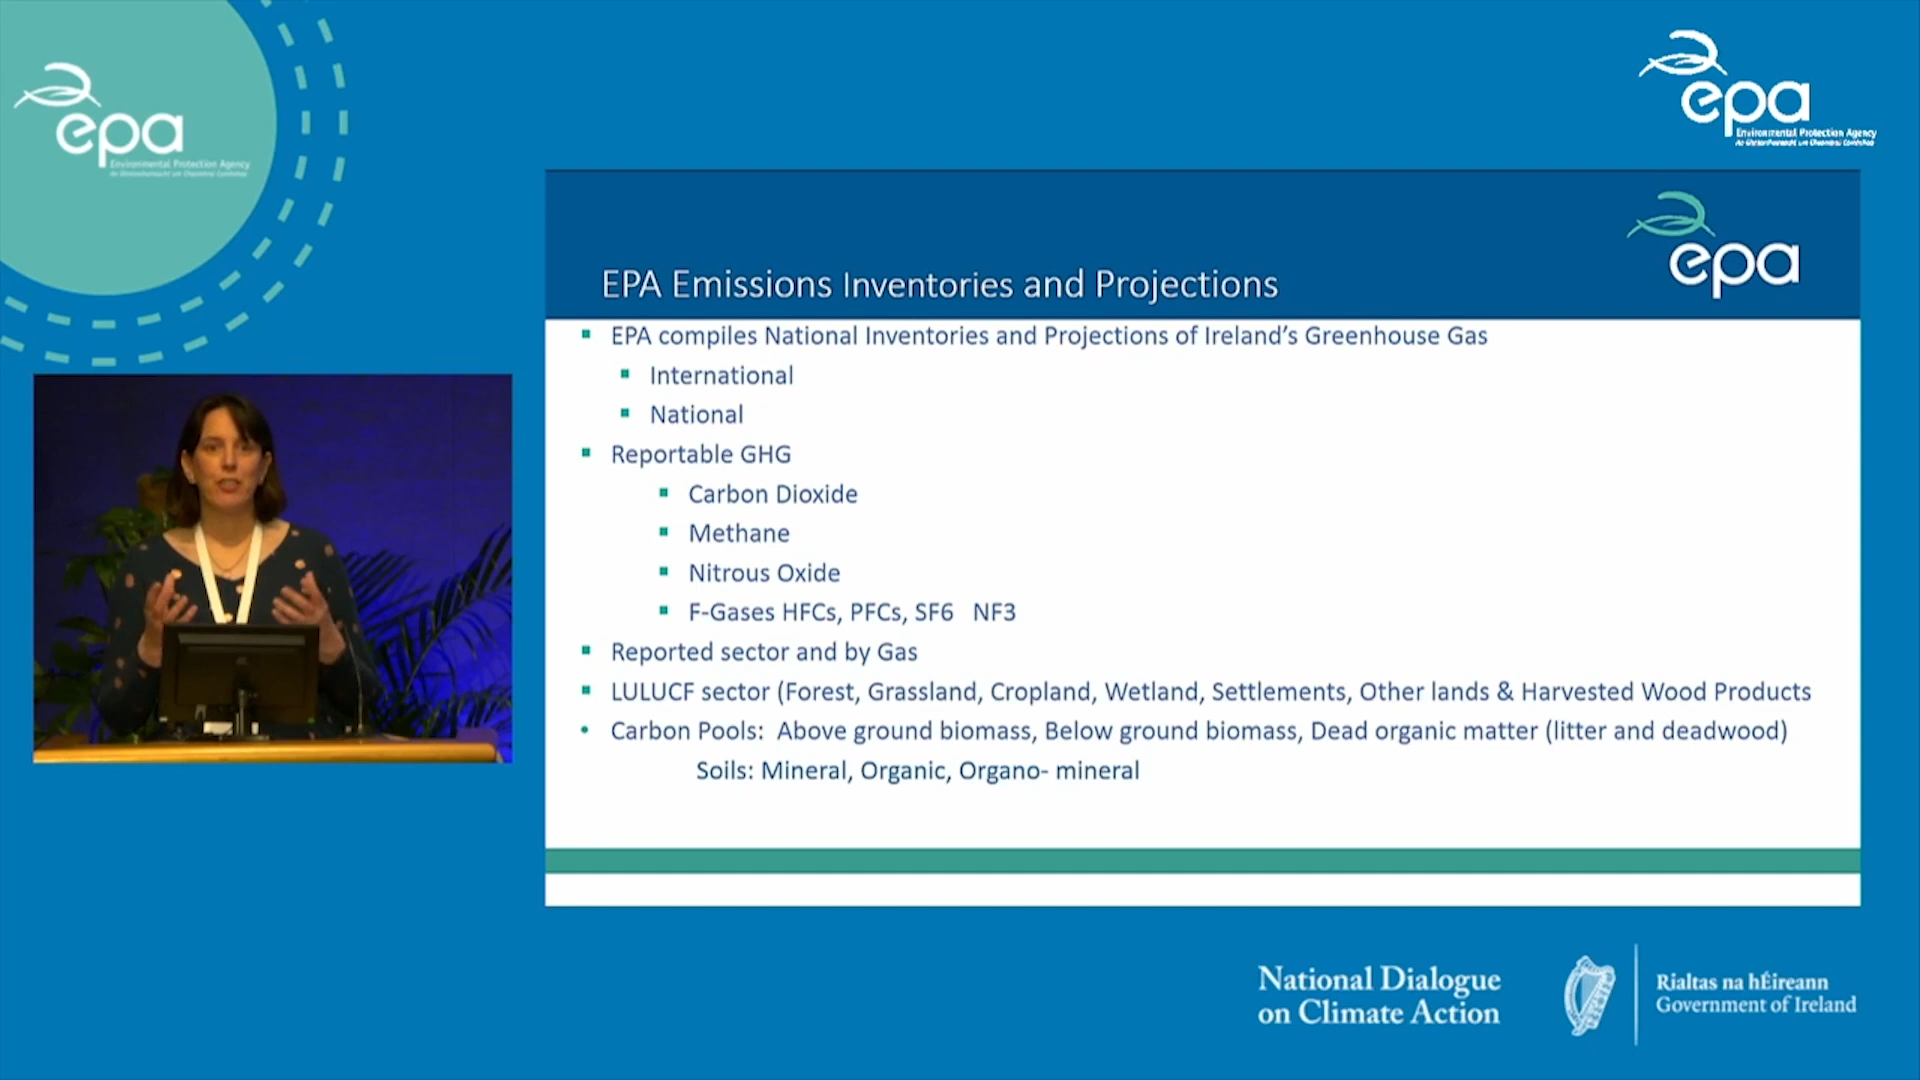 epa
Environmental Protection Agency
epa
Environmental Protection Agency
epa
EPA Emissions Inventories and Projections
EPA compiles National Inventories and Projections of Ireland’s Greenhouse Gas
International
National
Reportable GHG
Carbon Dioxide
Methane
Nitrous Oxide
F-Gases HFCs, PFCs, SF6 NF3
Reported sector and by Gas
LULUCF sector (Forest, Grassland, Cropland, Wetland, Settlements, Other lands & Harvested Wood Products
Carbon Pools: Above ground biomass, Below ground biomass, Dead organic matter (litter and deadwood)
Soils: Mineral, Organic, Organo- mineral
National Dialogue
on Climate Action
Rialtas na hÉireann
Government of Ireland